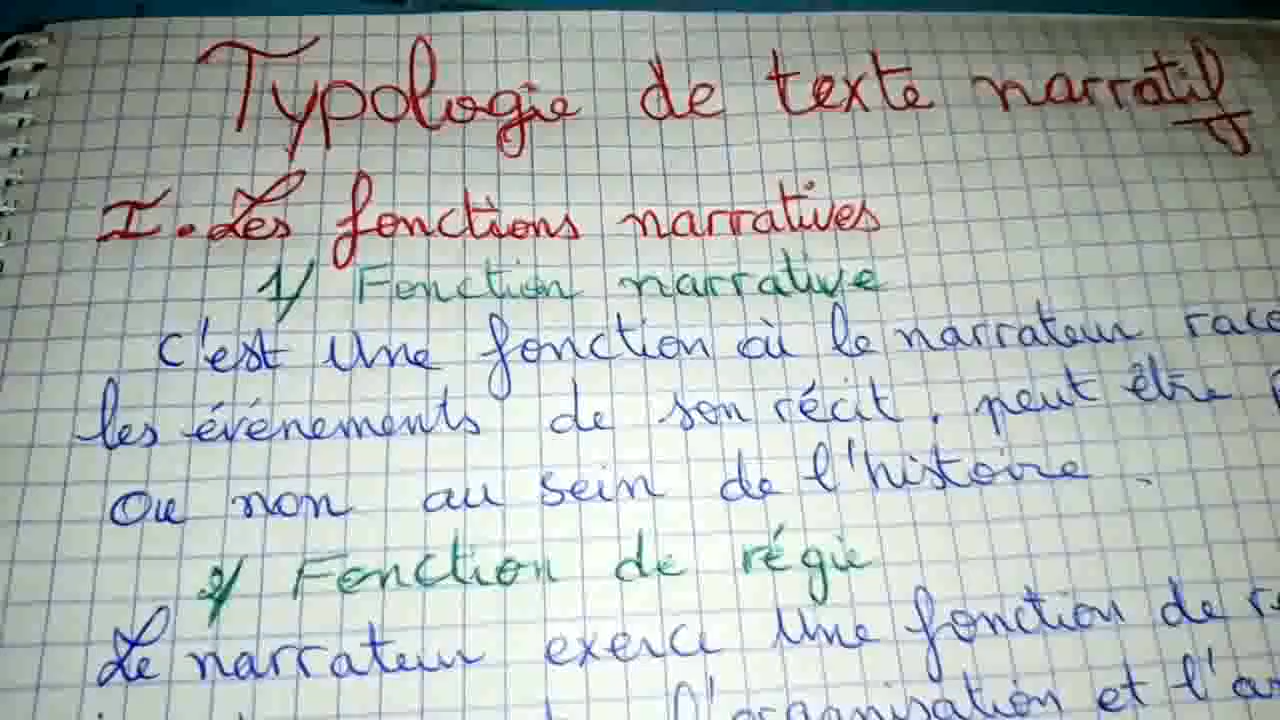 Typologie de texte narratif
I. Les fonctions narratives
1/ Fonction narrative
C'est une fonction où le narrateur
les événements de son récit. peut être
ou non au sein de l'histoire.
2/ Fonction de régie
Le narrateur exerce une fonction de
l'organisation et